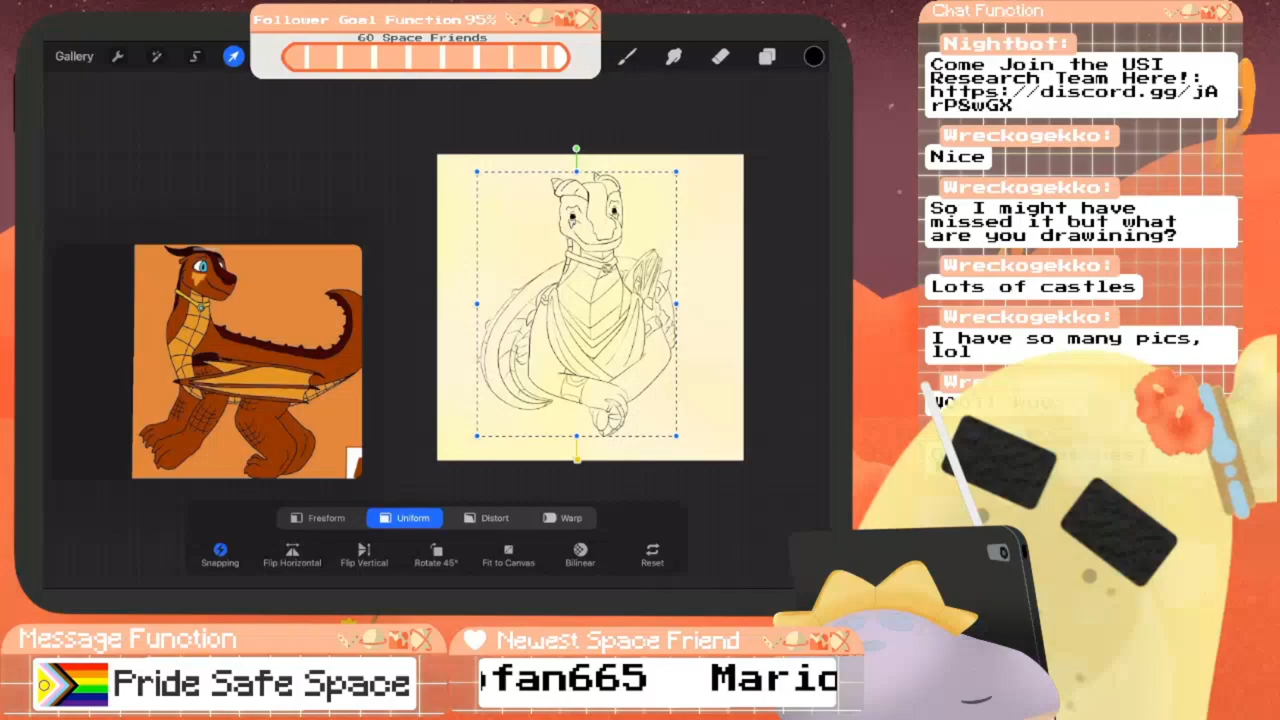 Follower Goal Function 95%
60 Space Friends
Gallery
Freeform
Uniform
Distort
Warp
Snapping
Flip Horizontal
Flip Vertical
Rotate 45°
Fit to Canvas
Bilinear
Reset
Chat Function
Nightbot:
Come Join the USI
Research Team Here!:
https://discord.gg/jA
rP8wGX
Wreckogekko:
Nice
Wreckogekko:
So I might have
missed it but what
are you drawining?
Wreckogekko:
Lots of castles
Wreckogekko:
I have so many pics,
lol
Message Function
Pride Safe Space
Newest Space Friend
fan665 Mario